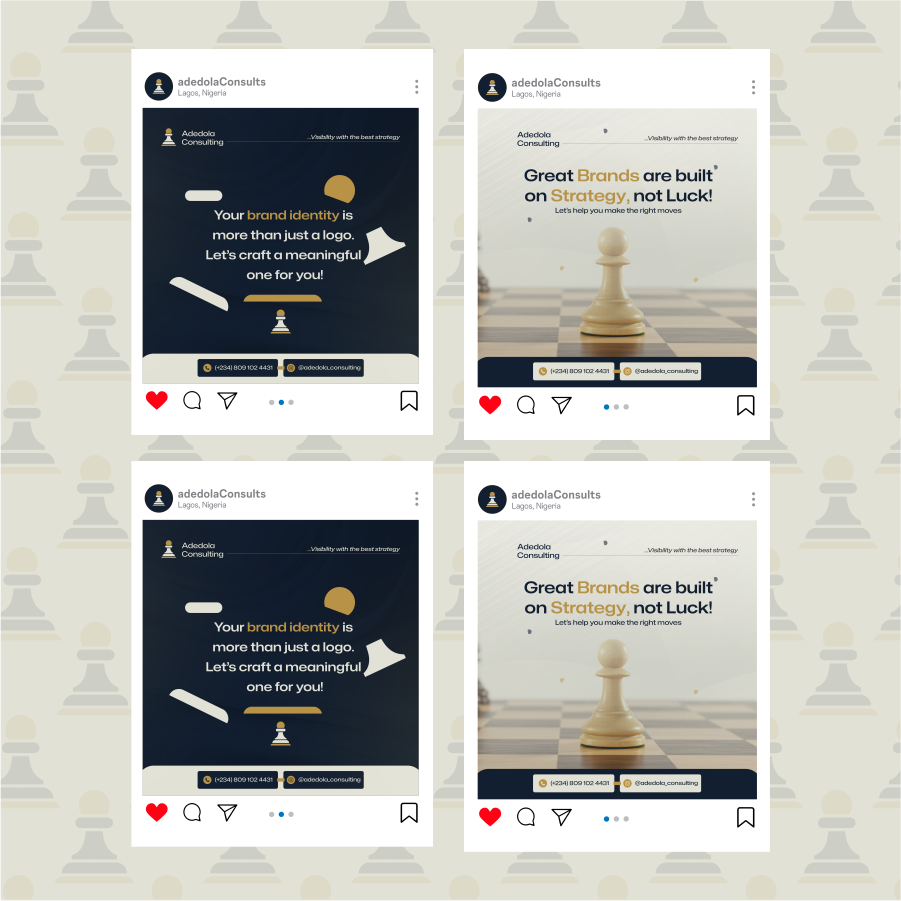 adedolaConsults
Lagos, Nigeria
Adedola
Consulting
...Visibility with the best strategy
Your brand identity is
more than just a logo.
Let's craft a meaningful
one for you!
(+234) 809 102 4431
@adedola_consulting
adedolaConsults
Lagos, Nigeria
Adedola
Consulting
...Visibility with the best strategy
Great Brands are built
on Strategy, not Luck!
Let's help you make the right moves
(+234) 809 102 4431
@adedola_consulting
adedolaConsults
Lagos, Nigeria
Adedola
Consulting
...Visibility with the best strategy
Your brand identity is
more than just a logo.
Let's craft a meaningful
one for you!
(+234) 809 102 4431
@adedola_consulting
adedolaConsults
Lagos, Nigeria
Adedola
Consulting
...Visibility with the best strategy
Great Brands are built
on Strategy, not Luck!
Let's help you make the right moves
(+234) 809 102 4431
@adedola_consulting